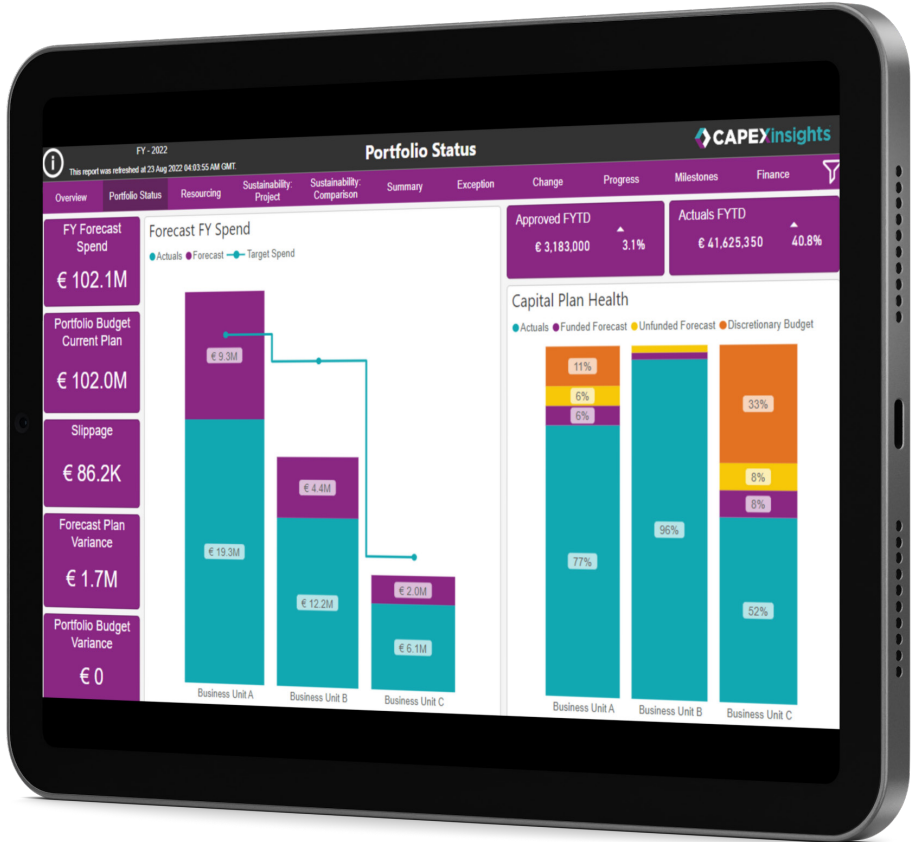 FY - 2022
This report was refreshed at 23 Aug 2022 04:03:55 AM GMT.
Portfolio Status
CAPEXinsights
Overview
Portfolio Status
Resourcing
Sustainability:
Project
Sustainability:
Comparison
Summary
Exception
Change
Progress
Milestones
Finance
FY Forecast
Spend
€ 102.1M
Portfolio Budget
Current Plan
€ 102.0M
Slippage
€ 86.2K
Forecast Plan
Variance
€ 1.7M
Portfolio Budget
Variance
€ 0
Forecast FY Spend
Actuals Forecast Target Spend
€ 9.3M
€ 19.3M
€ 4.4M
€ 12.2M
€ 2.0M
€ 6.1M
Business Unit A
Business Unit B
Business Unit C
Approved FYTD
€ 3,183,000 3.1%
Actuals FYTD
€ 41,625,350 40.8%
Capital Plan Health
Actuals Funded Forecast Unfunded Forecast Discretionary Budget
11%
6%
6%
77%
96%
33%
8%
8%
52%
Business Unit A
Business Unit B
Business Unit C